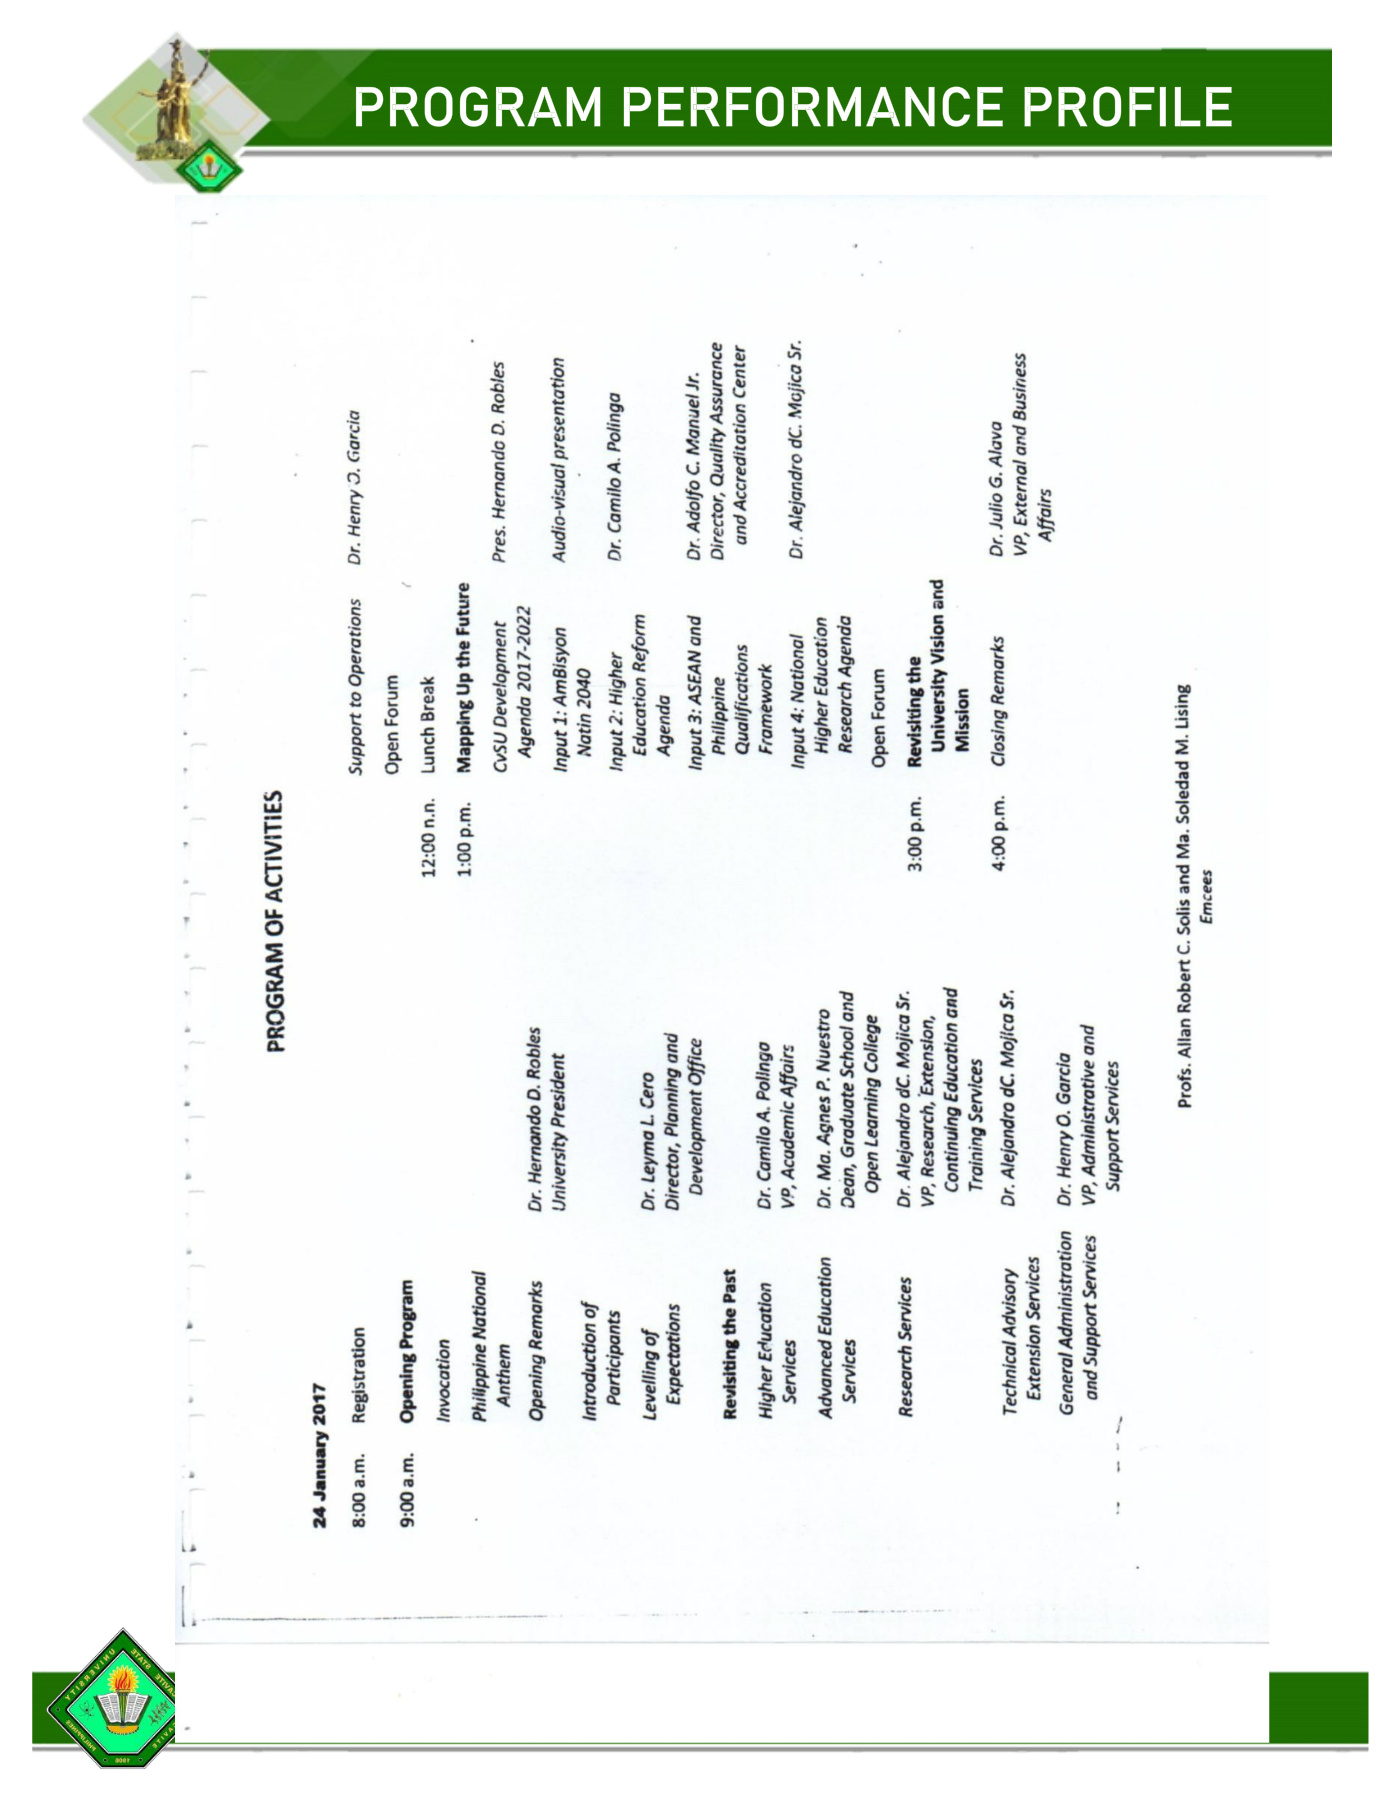 PROGRAM PERFORMANCE PROFILE
PROGRAM OF ACTIVITIES
24 January 2017
8:00 a.m. Registration
9:00 a.m. Opening Program
Invocation
Philippine National
Anthem
Opening Remarks Dr. Hernando D. Robles
University President
Introduction of
Participants
Levelling of Dr. Leyma L. Cero
Expectations Director, Planning and
Development Office
Revisiting the Past
Higher Education Dr. Camilo A. Polinga
Services VP, Academic Affairs
Advanced Education Dr. Ma. Agnes P. Nuestro
Services Dean, Graduate School and
Open Learning College
Research Services Dr. Alejandro dC. Mojica Sr.
VP, Research, Extension,
Continuing Education and
Training Services
Technical Advisory Dr. Alejandro dC. Mojica Sr.
Extension Services
General Administration Dr. Henry O. Garcia
and Support Services VP, Administrative and
Support Services
Support to Operations Dr. Henry O. Garcia
Open Forum
12:00 n.n. Lunch Break
1:00 p.m. Mapping Up the Future
CvSU Development Pres. Hernando D. Robles
Agenda 2017-2022
Input 1: AmBisyon Audio-visual presentation
Natin 2040
Input 2: Higher Dr. Camilo A. Polinga
Education Reform
Agenda
Input 3: ASEAN and Dr. Adolfo C. Manuel Jr.
Philippine Director, Quality Assurance
Qualifications and Accreditation Center
Framework
Input 4: National Dr. Alejandro dC. Mojica Sr.
Higher Education
Research Agenda
Open Forum
3:00 p.m. Revisiting the
University Vision and
Mission
4:00 p.m. Closing Remarks Dr. Julio G. Alava
VP, External and Business
Affairs
Profs. Allan Robert C. Solis and Ma. Soledad M. Lising
Emcees